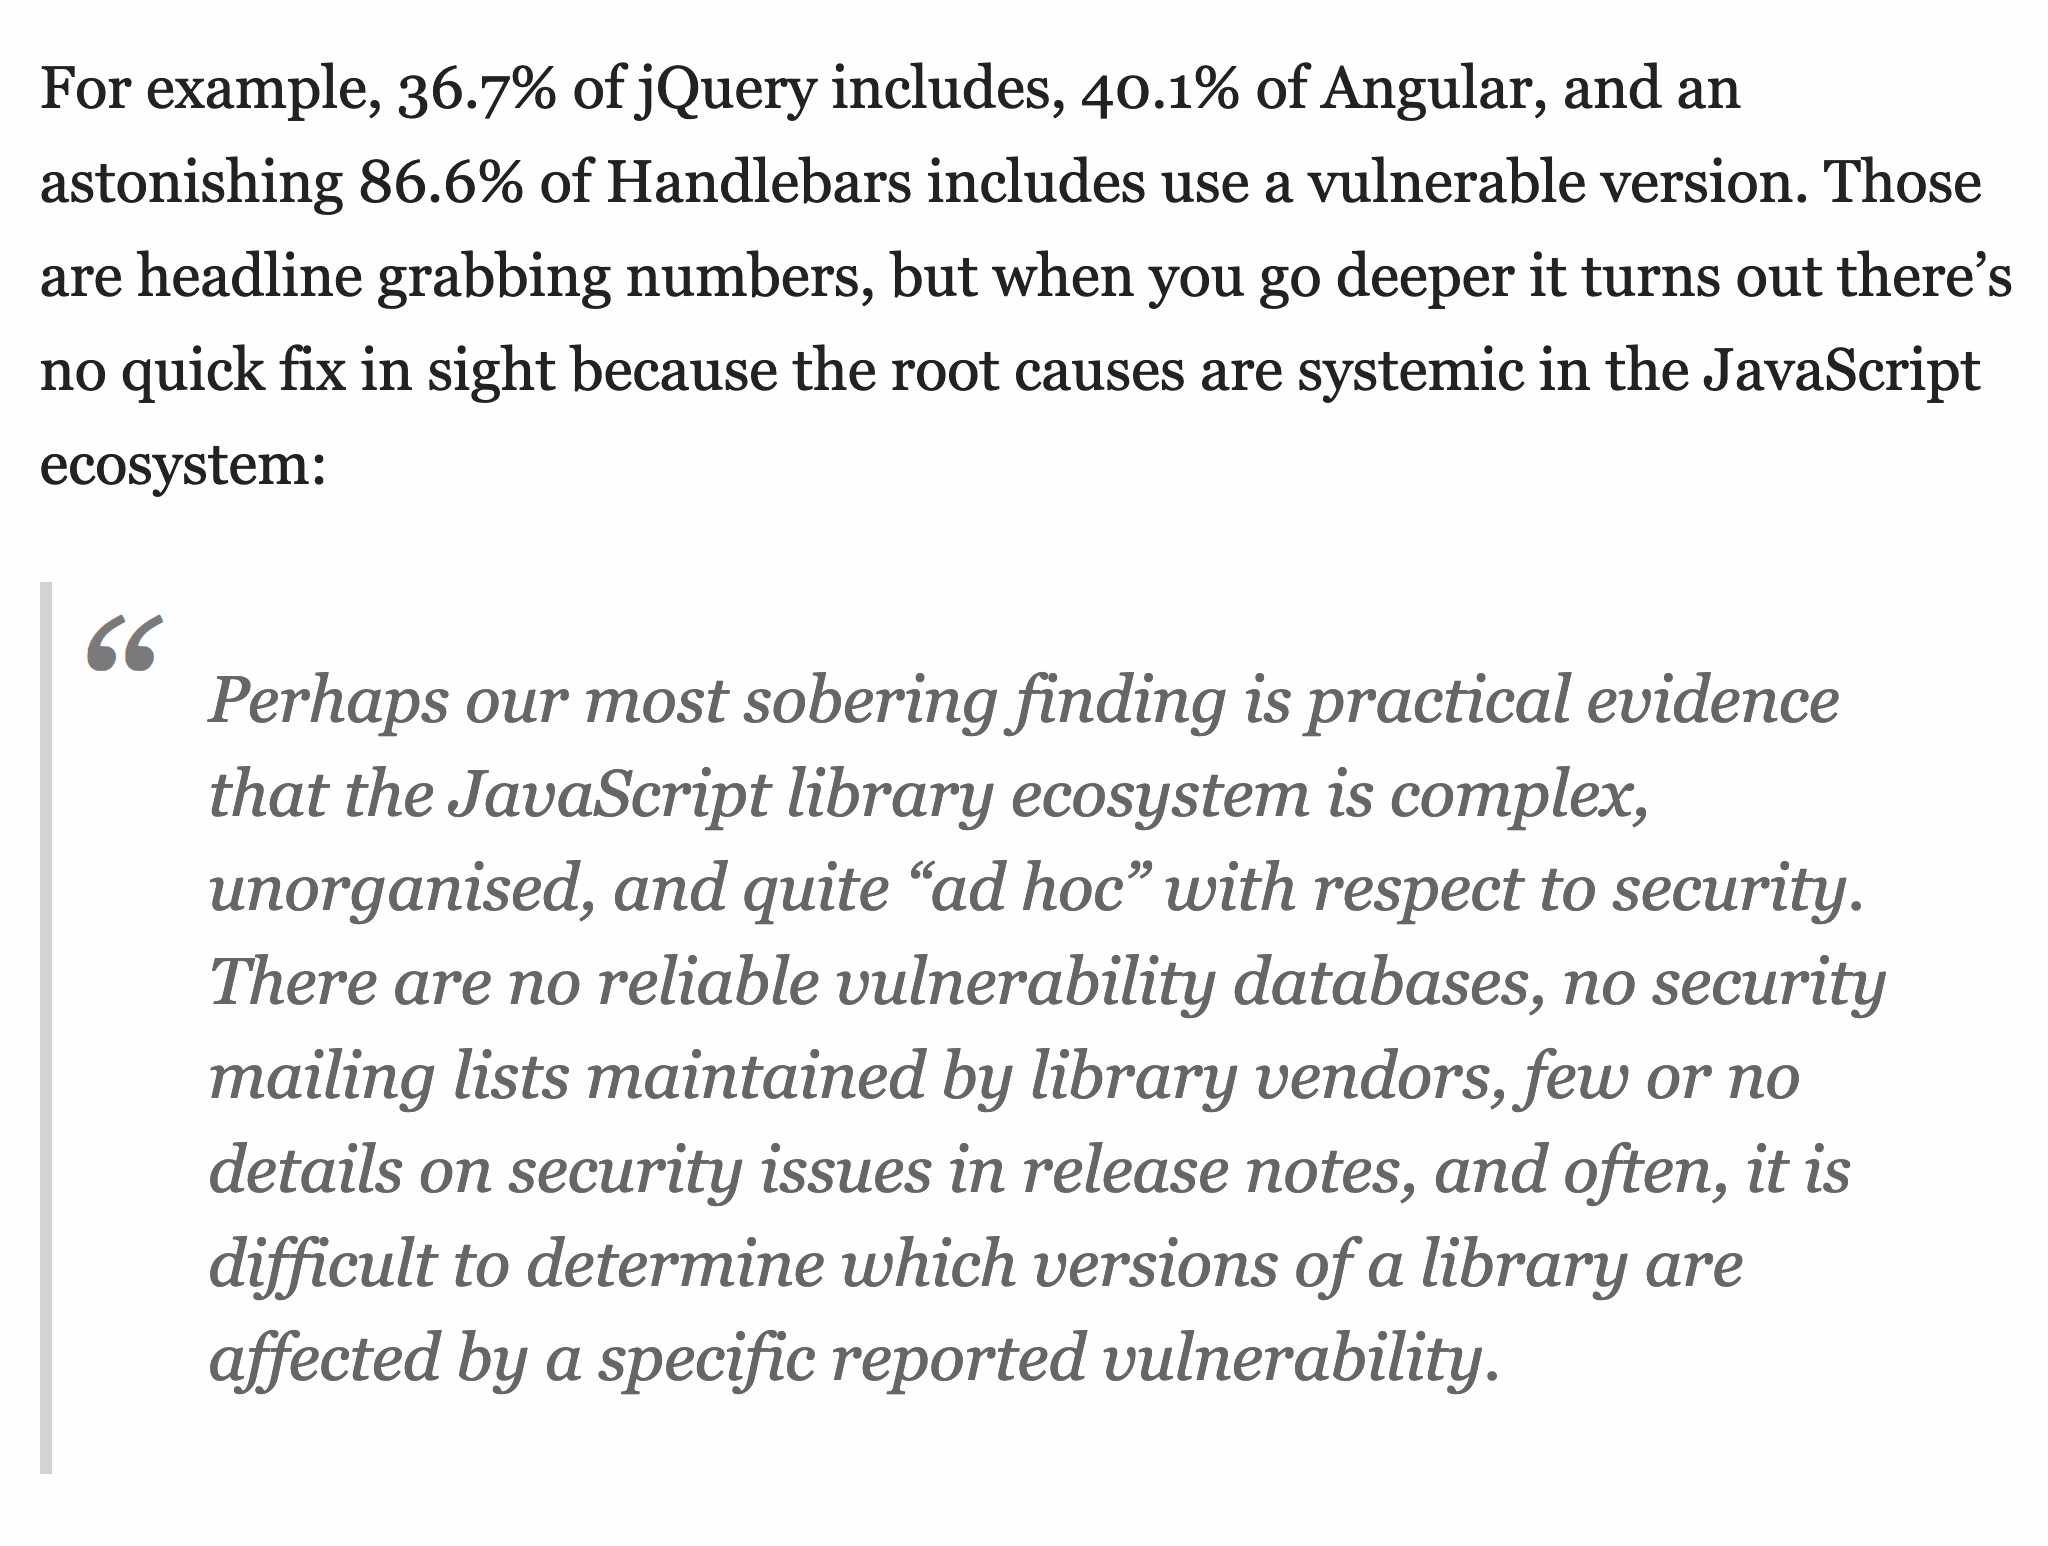 For example, 36.7% of jQuery includes, 40.1% of Angular, and an
astonishing 86.6% of Handlebars includes use a vulnerable version. Those
are headline grabbing numbers, but when you go deeper it turns out there’s
no quick fix in sight because the root causes are systemic in the JavaScript
ecosystem:
“
Perhaps our most sobering finding is practical evidence
that the JavaScript library ecosystem is complex,
unorganised, and quite “ad hoc” with respect to security.
There are no reliable vulnerability databases, no security
mailing lists maintained by library vendors, few or no
details on security issues in release notes, and often, it is
difficult to determine which versions of a library are
affected by a specific reported vulnerability.